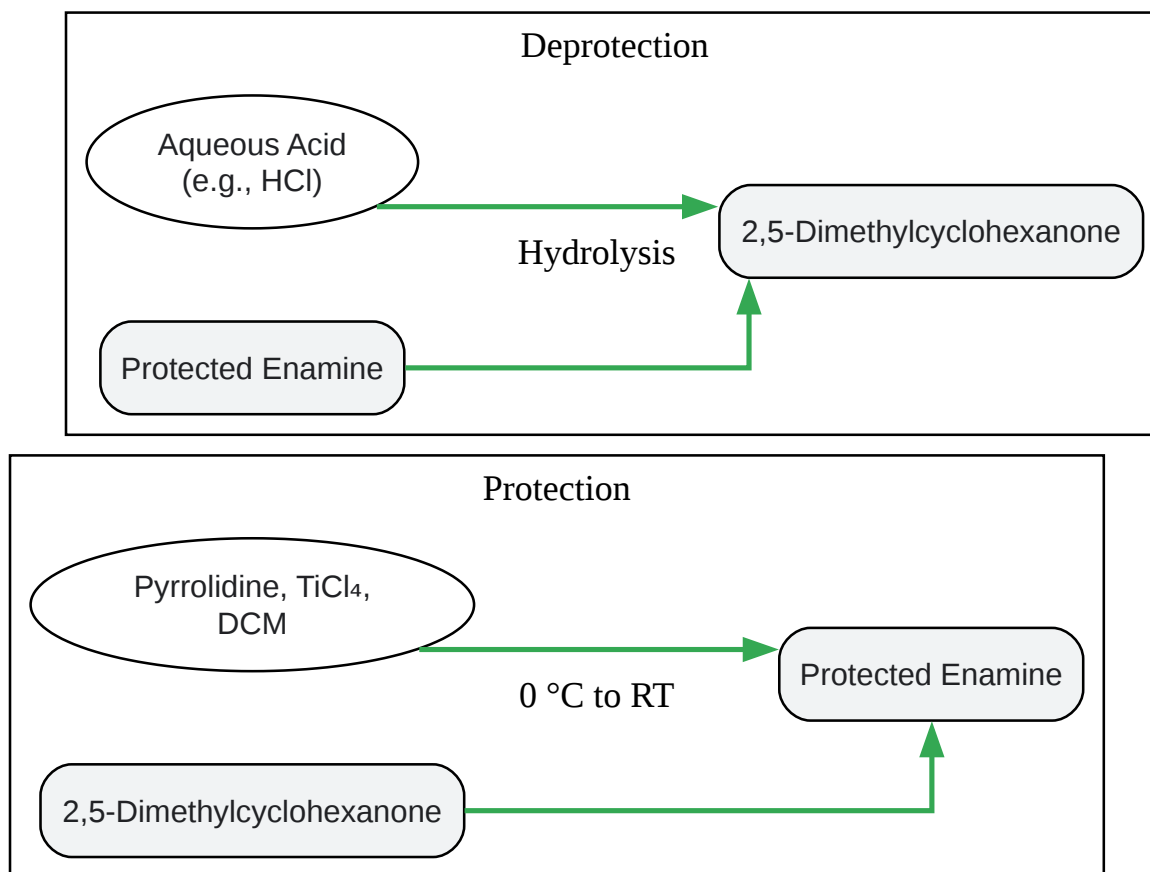 Deprotection
Aqueous Acid
(e.g., HCl)
2,5-Dimethylcyclohexanone
Hydrolysis
Protected Enamine
Protection
Pyrrolidine, TiCl₄,
DCM
Protected Enamine
0 °C to RT
2,5-Dimethylcyclohexanone